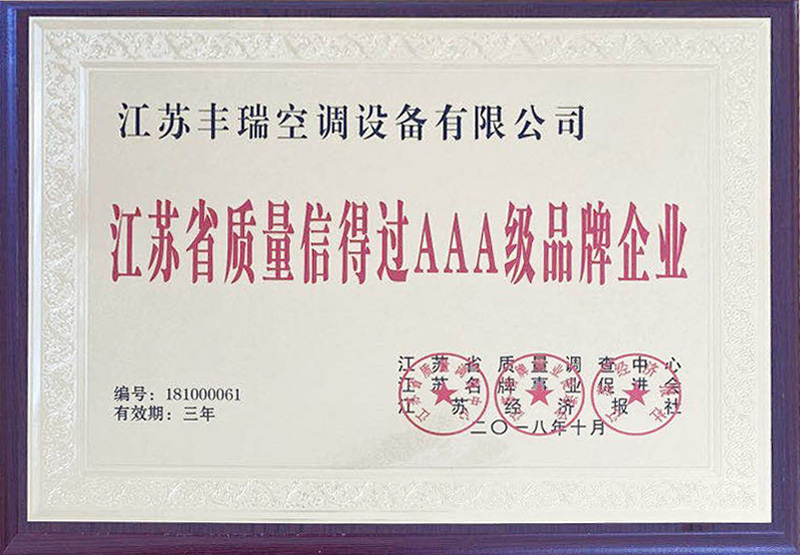 江苏丰瑞空调设备有限公司
江苏省质量信得过AAA级品牌企业
江苏省质量调查中心
江苏名牌事业促进会
江苏经济报社
二〇一八年十月
编号：181000061
有效期：三年